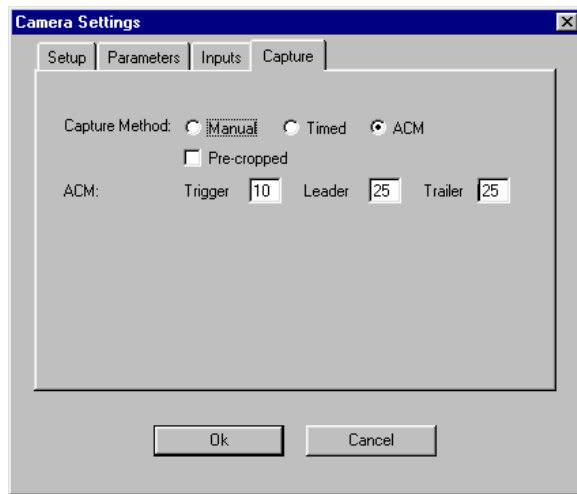 Camera Settings
Setup Parameters Inputs Capture
Capture Method: Manual Timed ACM
Pre-cropped
ACM: Trigger 10 Leader 25 Trailer 25
Ok Cancel